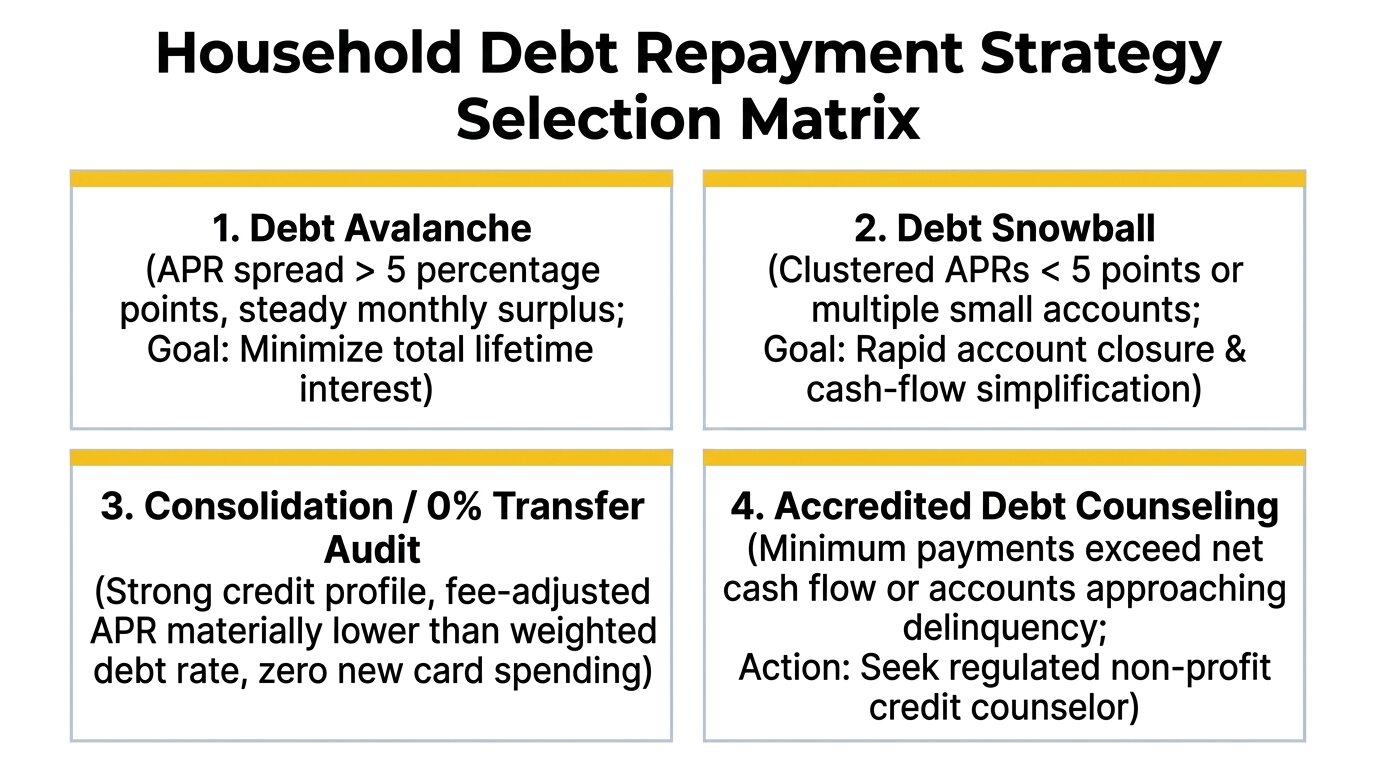 Household Debt Repayment Strategy
Selection Matrix
1. Debt Avalanche
(APR spread > 5 percentage
points, steady monthly surplus;
Goal: Minimize total lifetime
interest)
2. Debt Snowball
(Clustered APRs < 5 points or
multiple small accounts;
Goal: Rapid account closure &
cash-flow simplification)
3. Consolidation / 0% Transfer
Audit
(Strong credit profile, fee-adjusted
APR materially lower than weighted
debt rate, zero new card spending)
4. Accredited Debt Counseling
(Minimum payments exceed net
cash flow or accounts approaching
delinquency;
Action: Seek regulated non-profit
credit counselor)